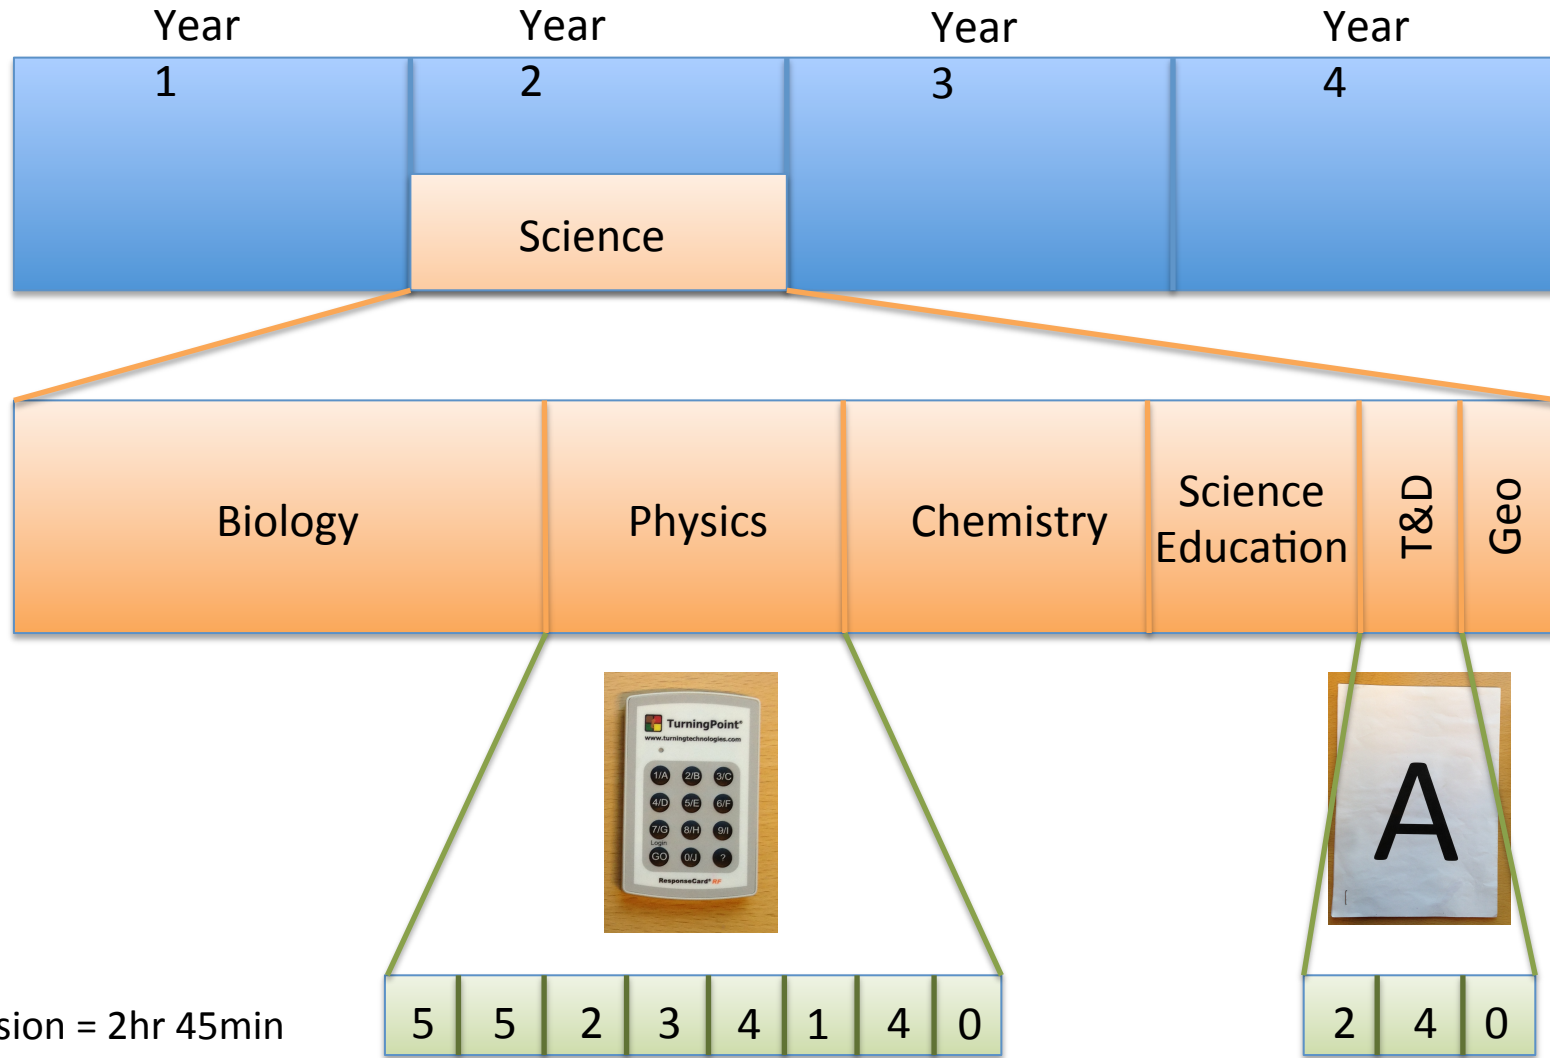 Year Year Year Year
1 2 3 4
Science
Biology Physics Chemistry Science Education T&D Geo
TurningPoint®
www.turningtechnologies.com
1/A 2/B 3/C
4/D 5/E 6/F
7/G 8/H 9/I
Login
GO 0/J ?
ResponseCard® RF
A
sion = 2hr 45min
5 5 2 3 4 1 4 0
2 4 0